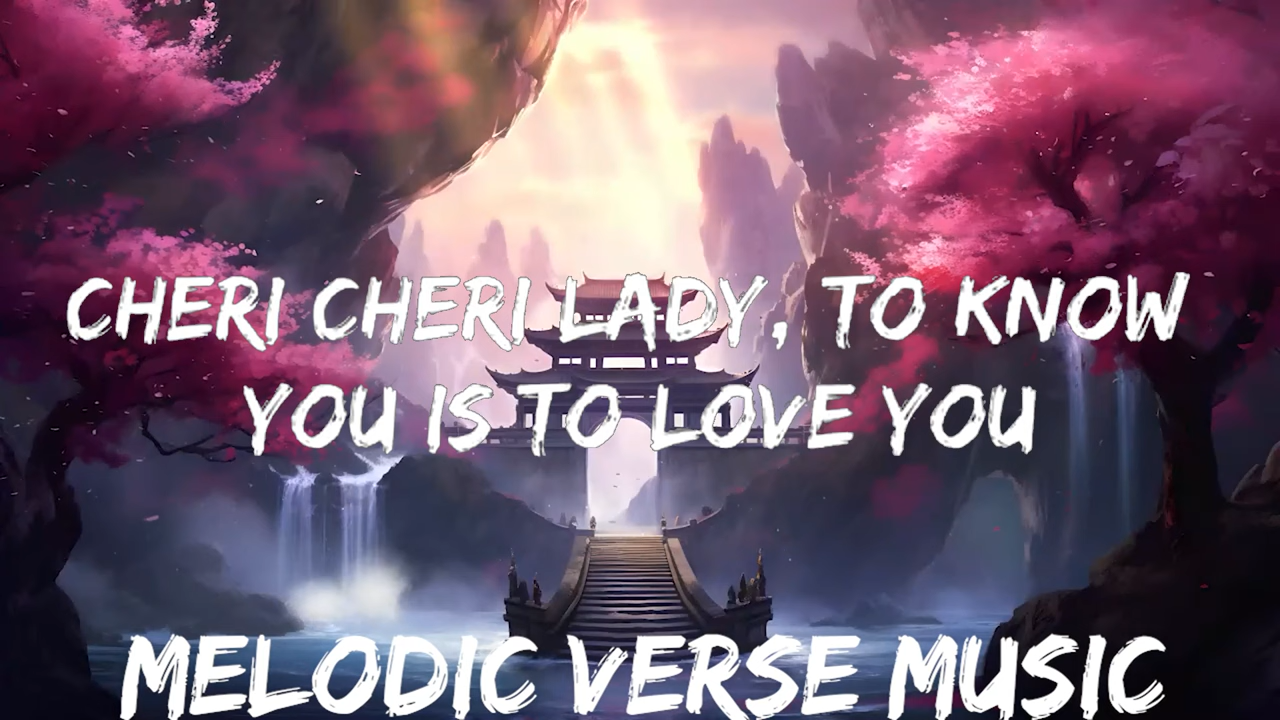 CHERI CHERI LADY, TO KNOW
YOU IS TO LOVE YOU
MELODIC VERSE MUSIC